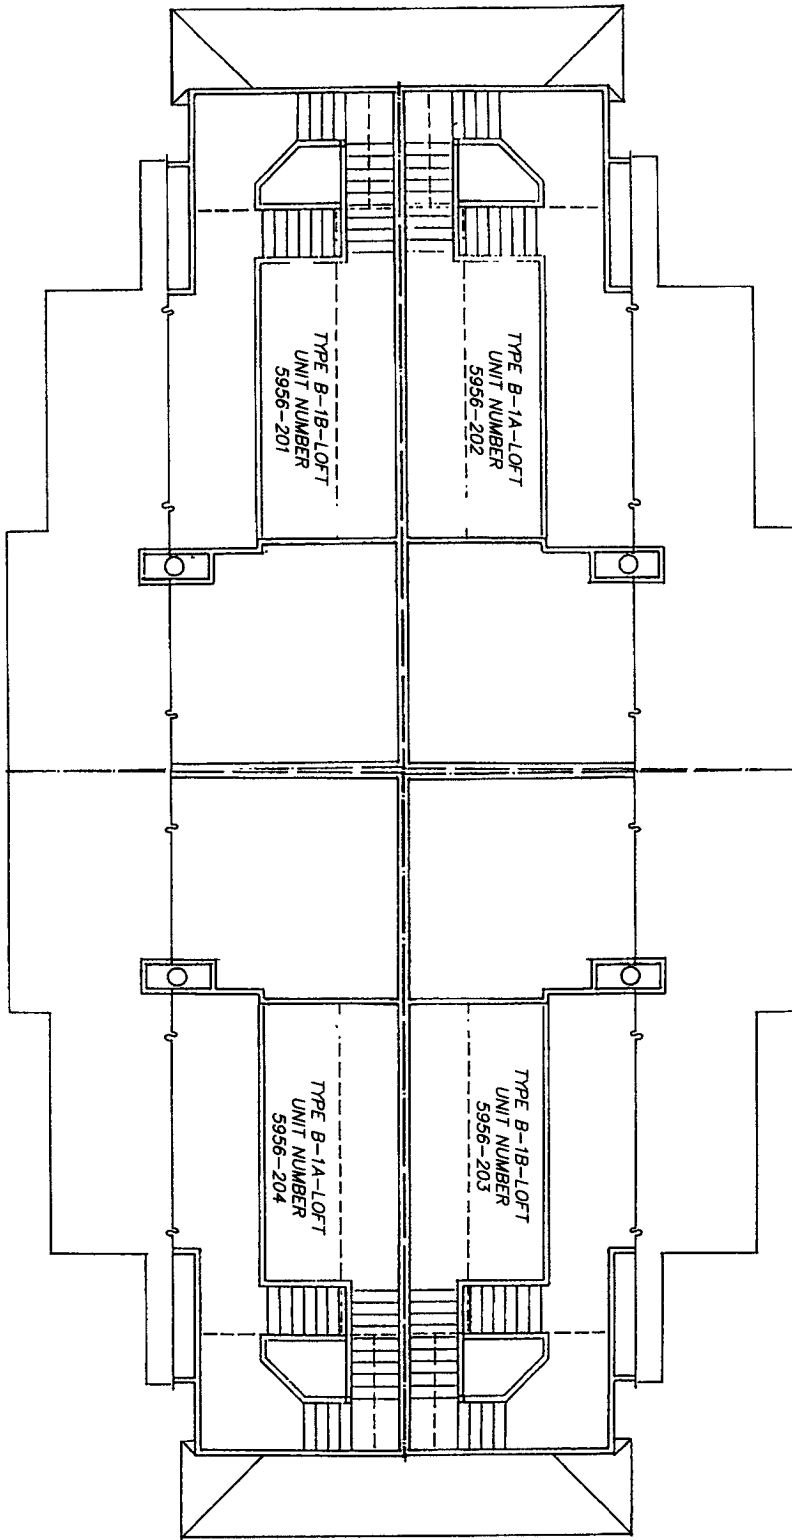 TYPE B-1B-LOFT
UNIT NUMBER
5956-201
TYPE B-1A-LOFT
UNIT NUMBER
5956-202
TYPE B-1A-LOFT
UNIT NUMBER
5956-204
TYPE B-1B-LOFT
UNIT NUMBER
5956-203